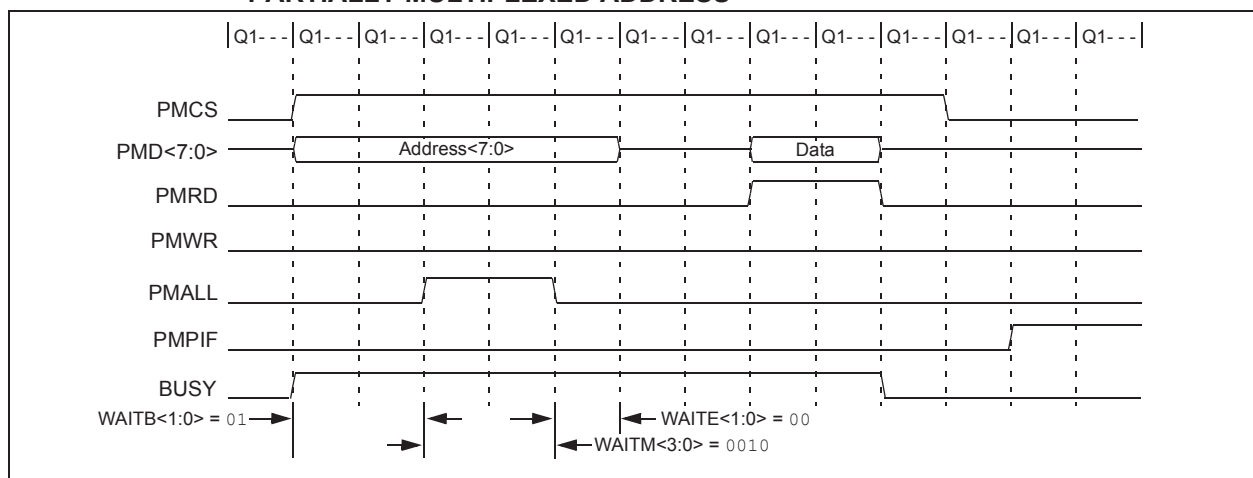 PARTIALLY MULTIPLEXED ADDRESS
Q1- - - Q1- - - Q1- - - Q1- - - Q1- - - Q1- - - Q1- - - Q1- - - Q1- - - Q1- - - Q1- - - Q1- - - Q1- - - Q1- - -
PMCS
PMD<7:0> Address<7:0> Data
PMRD
PMWR
PMALL
PMPIF
BUSY
WAITB<1:0> = 01 WAITE<1:0> = 00
WAITM<3:0> = 0010